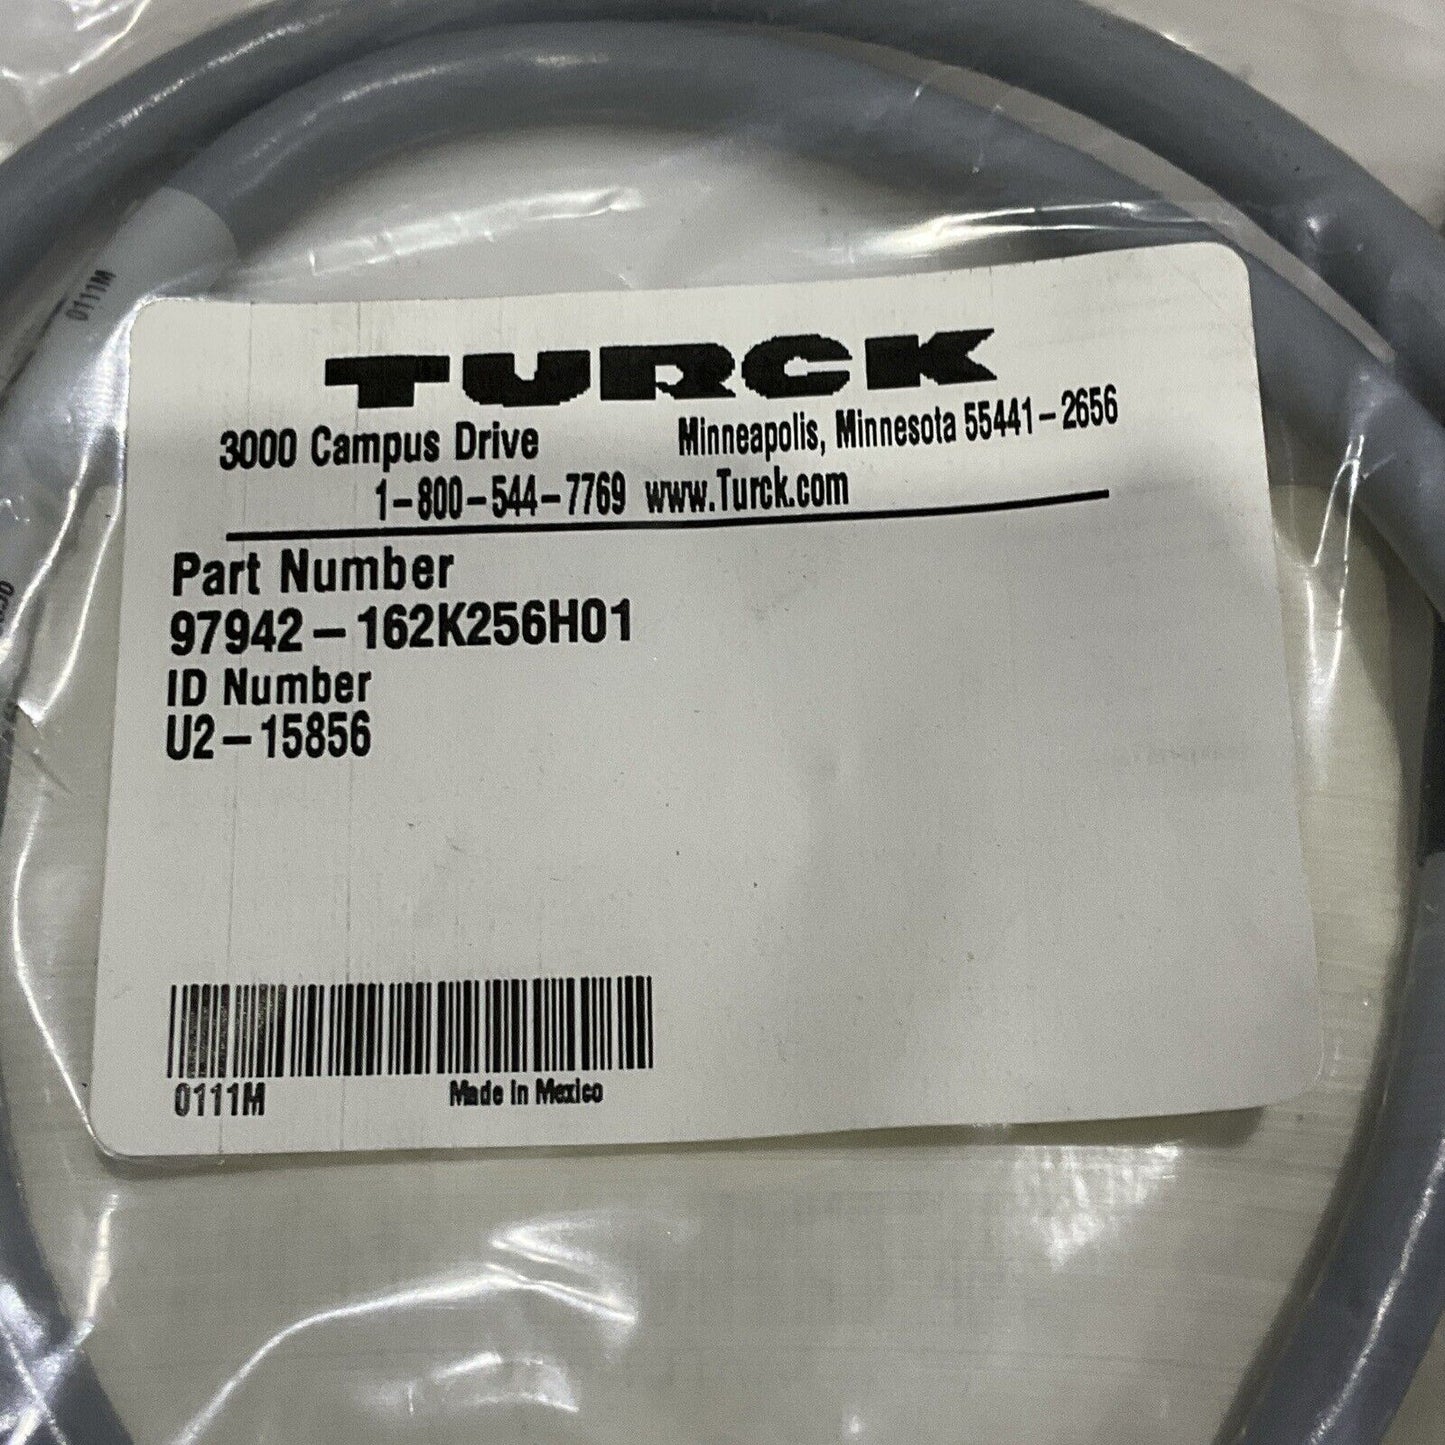 0111M
TURCK
3000 Campus Drive Minneapolis, Minnesota 55441-2656
1-800-544-7769 www.Turck.com
Part Number
97942-162K256H01
ID Number
U2-15856
0111M Made in Mexico